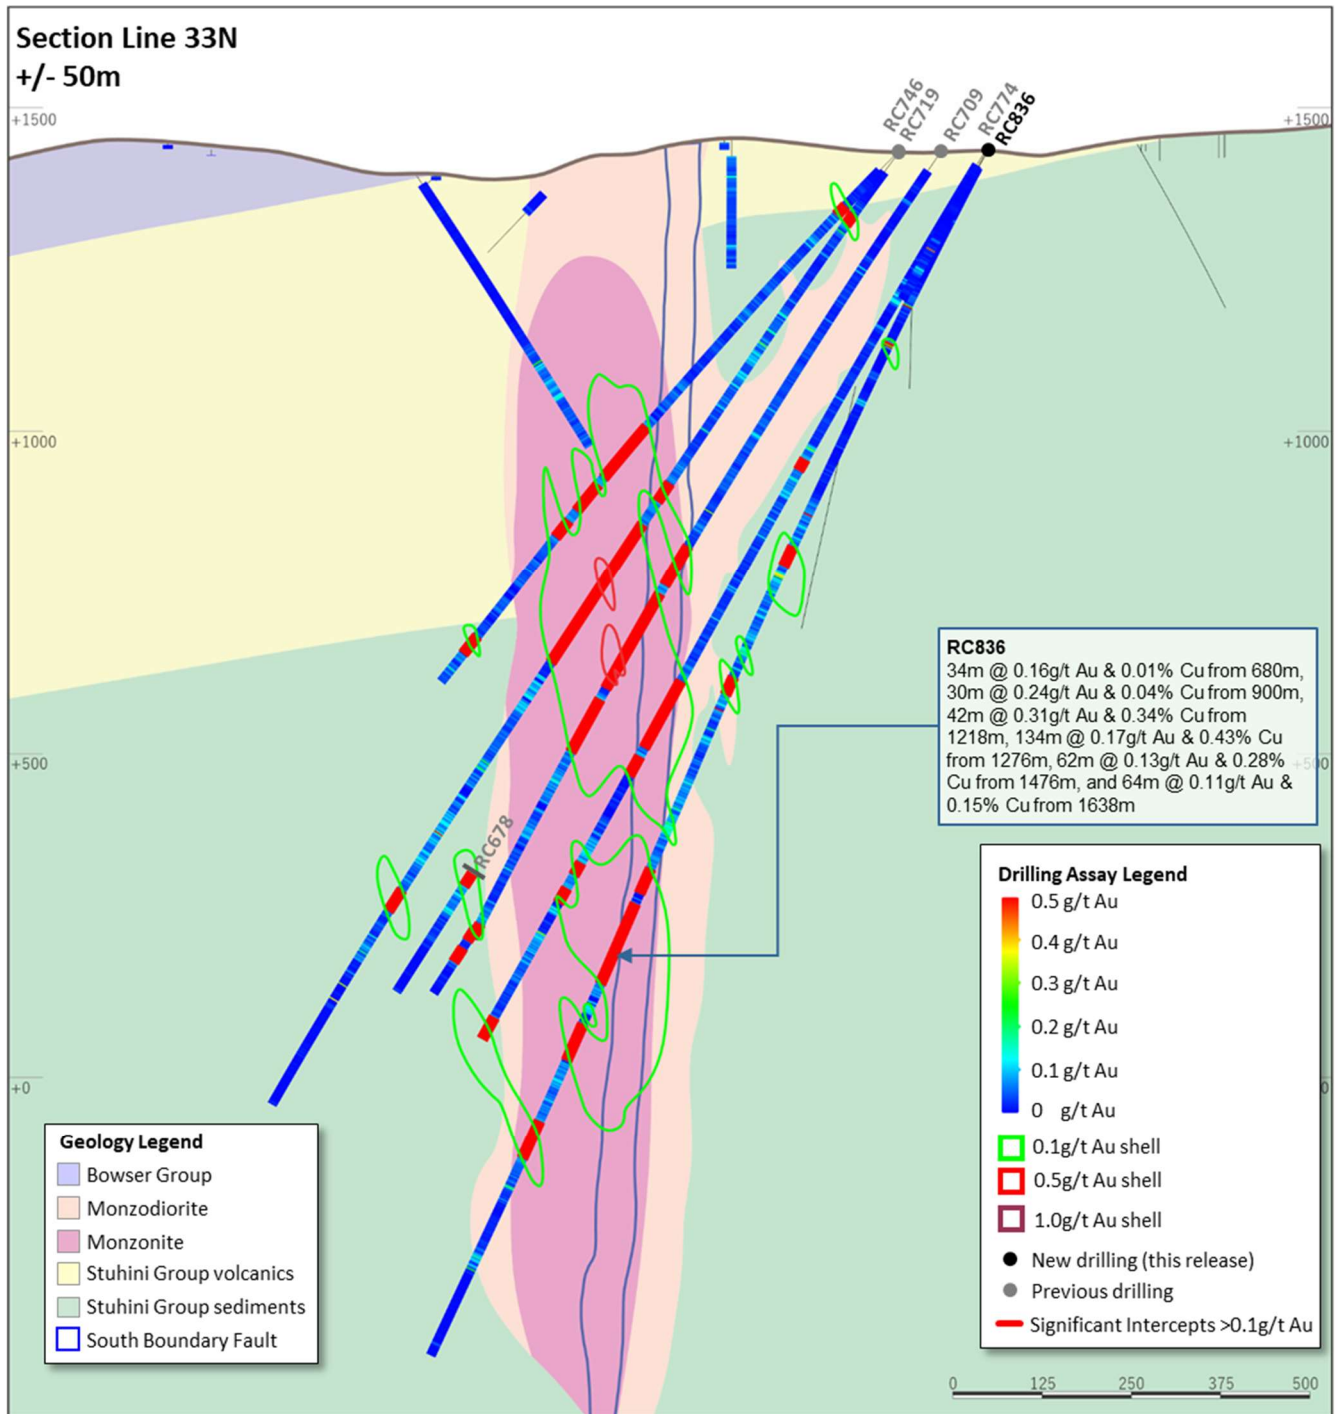 Section Line 33N
+/- 50m
RC746
RC719
RC709
RC774
RC836
+1500
+1500
+1000
+1000
RC836
34m @ 0.16g/t Au & 0.01% Cu from 680m,
30m @ 0.24g/t Au & 0.04% Cu from 900m,
42m @ 0.31g/t Au & 0.34% Cu from
1218m, 134m @ 0.17g/t Au & 0.43% Cu
from 1276m, 62m @ 0.13g/t Au & 0.28%
Cu from 1476m, and 64m @ 0.11g/t Au &
0.15% Cu from 1638m
+500
+500
RC678
Drilling Assay Legend
0.5 g/t Au
0.4 g/t Au
0.3 g/t Au
0.2 g/t Au
0.1 g/t Au
0 g/t Au
0.1g/t Au shell
0.5g/t Au shell
1.0g/t Au shell
New drilling (this release)
Previous drilling
Significant Intercepts >0.1g/t Au
+0
0
Geology Legend
Bowser Group
Monzodiorite
Monzonite
Stuhini Group volcanics
Stuhini Group sediments
South Boundary Fault
0 125 250 375 500